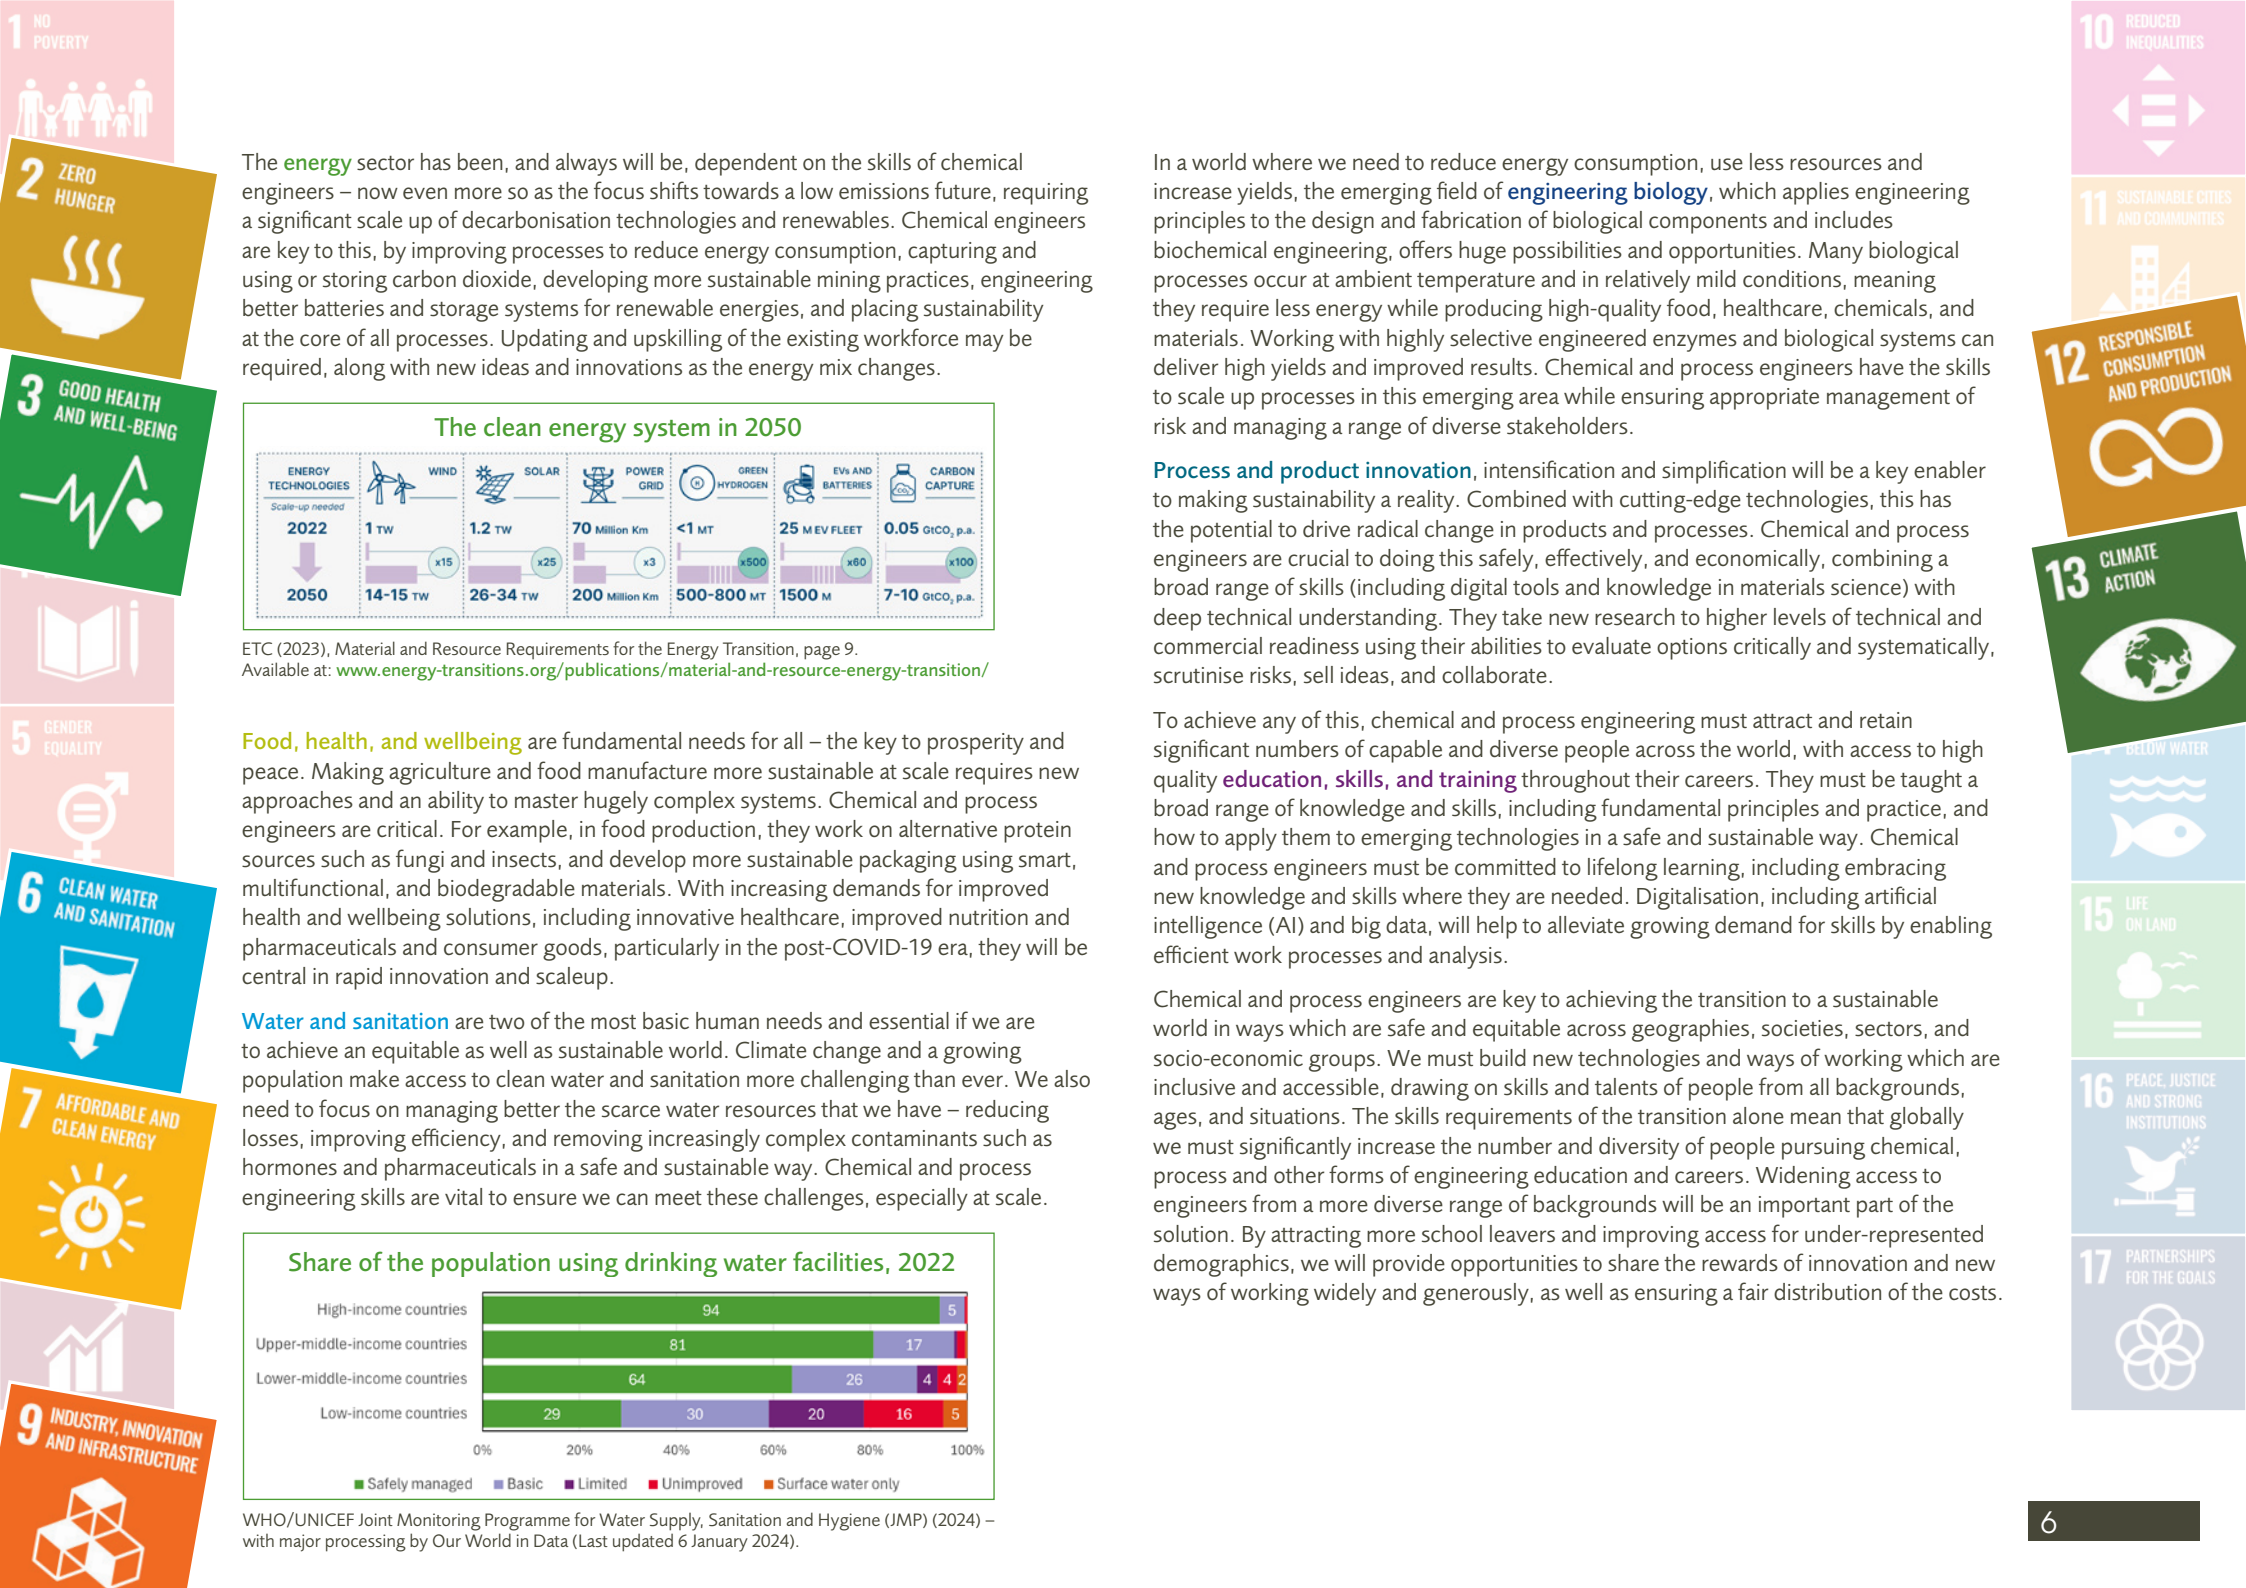 1 NO
POVERTY
2 ZERO
HUNGER
3 GOOD HEALTH
AND WELL-BEING
5 GENDER
EQUALITY
6 CLEAN WATER
AND SANITATION
7 AFFORDABLE AND
CLEAN ENERGY
9 INDUSTRY, INNOVATION
AND INFRASTRUCTURE
The energy sector has been, and always will be, dependent on the skills of chemical
engineers – now even more so as the focus shifts towards a low emissions future, requiring
a significant scale up of decarbonisation technologies and renewables. Chemical engineers
are key to this, by improving processes to reduce energy consumption, capturing and
using or storing carbon dioxide, developing more sustainable mining practices, engineering
better batteries and storage systems for renewable energies, and placing sustainability
at the core of all processes. Updating and upskilling of the existing workforce may be
required, along with new ideas and innovations as the energy mix changes.
The clean energy system in 2050
ENERGY TECHNOLOGIES WIND SOLAR POWER GRID GREEN HYDROGEN EVs AND BATTERIES CARBON CAPTURE
CO₂
H
Scale-up needed
2022 1 TW 1.2 TW 70 Million Km <1 MT 25 M EV FLEET 0.05 GtCO₂ p.a.
x15 x25 x3 x500 x60 x100
2050 14-15 TW 26-34 TW 200 Million Km 500-800 MT 1500 M 7-10 GtCO₂ p.a.
ETC (2023), Material and Resource Requirements for the Energy Transition, page 9.
Available at: www.energy-transitions.org/publications/material-and-resource-energy-transition/
Food, health, and wellbeing are fundamental needs for all – the key to prosperity and
peace. Making agriculture and food manufacture more sustainable at scale requires new
approaches and an ability to master hugely complex systems. Chemical and process
engineers are critical. For example, in food production, they work on alternative protein
sources such as fungi and insects, and develop more sustainable packaging using smart,
multifunctional, and biodegradable materials. With increasing demands for improved
health and wellbeing solutions, including innovative healthcare, improved nutrition and
pharmaceuticals and consumer goods, particularly in the post-COVID-19 era, they will be
central in rapid innovation and scaleup.
Water and sanitation are two of the most basic human needs and essential if we are
to achieve an equitable as well as sustainable world. Climate change and a growing
population make access to clean water and sanitation more challenging than ever. We also
need to focus on managing better the scarce water resources that we have – reducing
losses, improving efficiency, and removing increasingly complex contaminants such as
hormones and pharmaceuticals in a safe and sustainable way. Chemical and process
engineering skills are vital to ensure we can meet these challenges, especially at scale.
Share of the population using drinking water facilities, 2022
High-income countries 94 5
Upper-middle-income countries 81 17
Lower-middle-income countries 64 26 4 4 2
Low-income countries 29 30 20 16 5
0% 20% 40% 60% 80% 100%
Safely managed Basic Limited Unimproved Surface water only
WHO/UNICEF Joint Monitoring Programme for Water Supply, Sanitation and Hygiene (JMP) (2024) –
with major processing by Our World in Data (Last updated 6 January 2024).
In a world where we need to reduce energy consumption, use less resources and
increase yields, the emerging field of engineering biology, which applies engineering
principles to the design and fabrication of biological components and includes
biochemical engineering, offers huge possibilities and opportunities. Many biological
processes occur at ambient temperature and in relatively mild conditions, meaning
they require less energy while producing high-quality food, healthcare, chemicals, and
materials. Working with highly selective engineered enzymes and biological systems can
deliver high yields and improved results. Chemical and process engineers have the skills
to scale up processes in this emerging area while ensuring appropriate management of
risk and managing a range of diverse stakeholders.
Process and product innovation, intensification and simplification will be a key enabler
to making sustainability a reality. Combined with cutting-edge technologies, this has
the potential to drive radical change in products and processes. Chemical and process
engineers are crucial to doing this safely, effectively, and economically, combining a
broad range of skills (including digital tools and knowledge in materials science) with
deep technical understanding. They take new research to higher levels of technical and
commercial readiness using their abilities to evaluate options critically and systematically,
scrutinise risks, sell ideas, and collaborate.
To achieve any of this, chemical and process engineering must attract and retain
significant numbers of capable and diverse people across the world, with access to high
quality education, skills, and training throughout their careers. They must be taught a
broad range of knowledge and skills, including fundamental principles and practice, and
how to apply them to emerging technologies in a safe and sustainable way. Chemical
and process engineers must be committed to lifelong learning, including embracing
new knowledge and skills where they are needed. Digitalisation, including artificial
intelligence (AI) and big data, will help to alleviate growing demand for skills by enabling
efficient work processes and analysis.
Chemical and process engineers are key to achieving the transition to a sustainable
world in ways which are safe and equitable across geographies, societies, sectors, and
socio-economic groups. We must build new technologies and ways of working which are
inclusive and accessible, drawing on skills and talents of people from all backgrounds,
ages, and situations. The skills requirements of the transition alone mean that globally
we must significantly increase the number and diversity of people pursuing chemical,
process and other forms of engineering education and careers. Widening access to
engineers from a more diverse range of backgrounds will be an important part of the
solution. By attracting more school leavers and improving access for under-represented
demographics, we will provide opportunities to share the rewards of innovation and new
ways of working widely and generously, as well as ensuring a fair distribution of the costs.
10 REDUCED
INEQUALITIES
11 SUSTAINABLE CITIES
AND COMMUNITIES
12 RESPONSIBLE
CONSUMPTION
AND PRODUCTION
13 CLIMATE
ACTION
BELOW WATER
15 LIFE
ON LAND
16 PEACE, JUSTICE
AND STRONG
INSTITUTIONS
17 PARTNERSHIPS
FOR THE GOALS
6